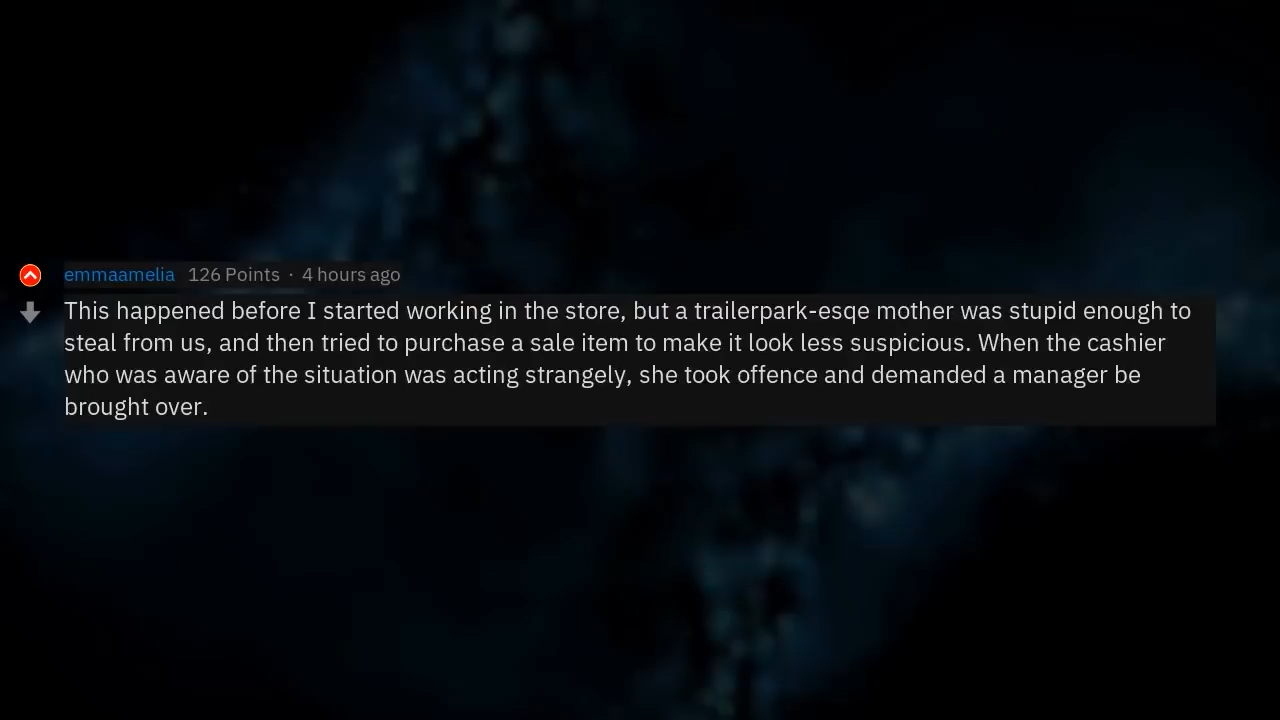 emmaamelia 126 Points · 4 hours ago
This happened before I started working in the store, but a trailerpark-esqe mother was stupid enough to
steal from us, and then tried to purchase a sale item to make it look less suspicious. When the cashier
who was aware of the situation was acting strangely, she took offence and demanded a manager be
brought over.